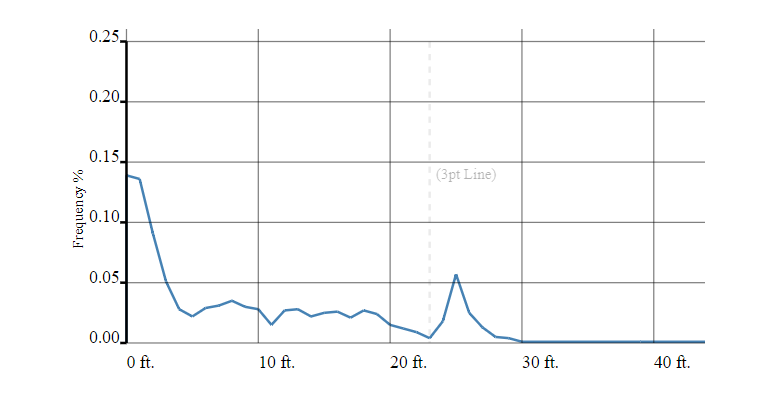 0.25
0.20
0.15
(3pt Line)
Frequency %
0.10
0.05
0.00
0 ft.
10 ft.
20 ft.
30 ft.
40 ft.